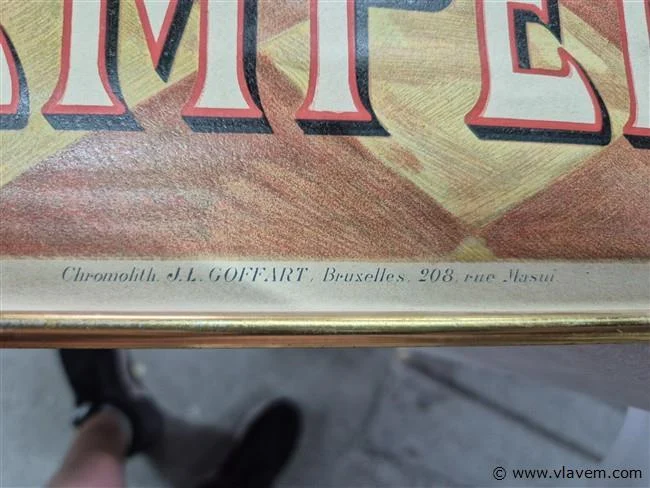 MPE
Chromolith. J.L. GOFFART, Bruxelles, 208, rue Masui
© www.vlavem.com